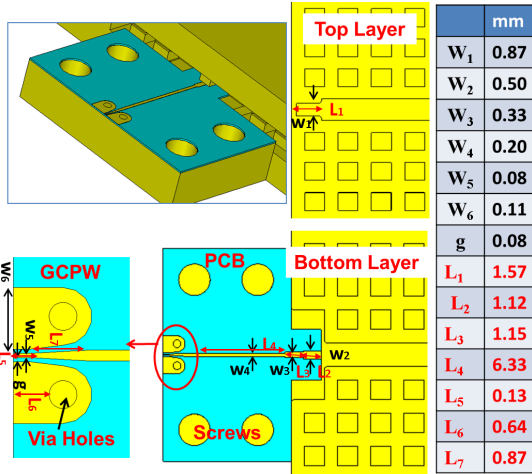 Top Layer
L1
W1
GCPW
W6
W5
L7
L5
g
L6
Via Holes
PCB
Bottom Layer
L4
W2
W4
W3
L3
L2
Screws
mm
W1 0.87
W2 0.50
W3 0.33
W4 0.20
W5 0.08
W6 0.11
g 0.08
L1 1.57
L2 1.12
L3 1.15
L4 6.33
L5 0.13
L6 0.64
L7 0.87